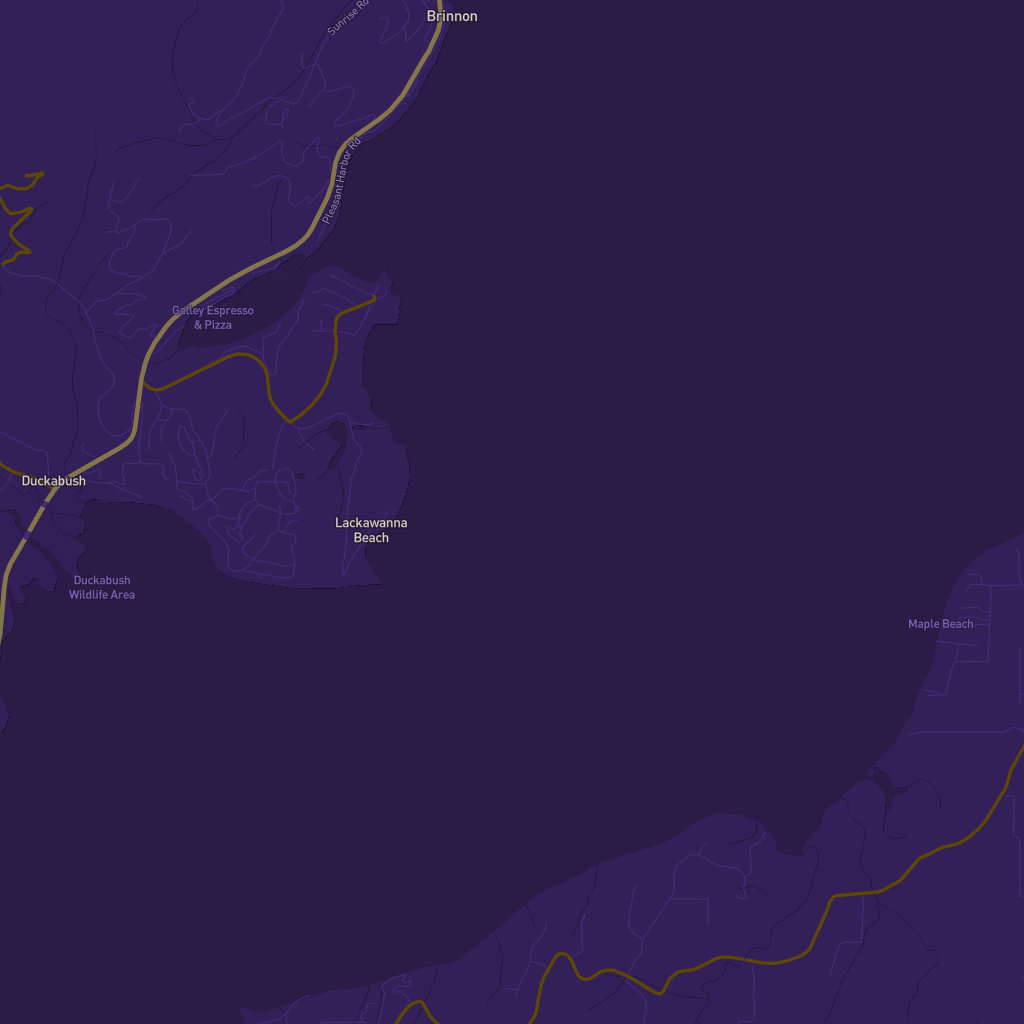 Sunrise Rd
Brinnon
Pleasant Harbor Rd
Galley Espresso
& Pizza
Duckabush
Lackawanna
Beach
Duckabush
Wildlife Area
Maple Beach